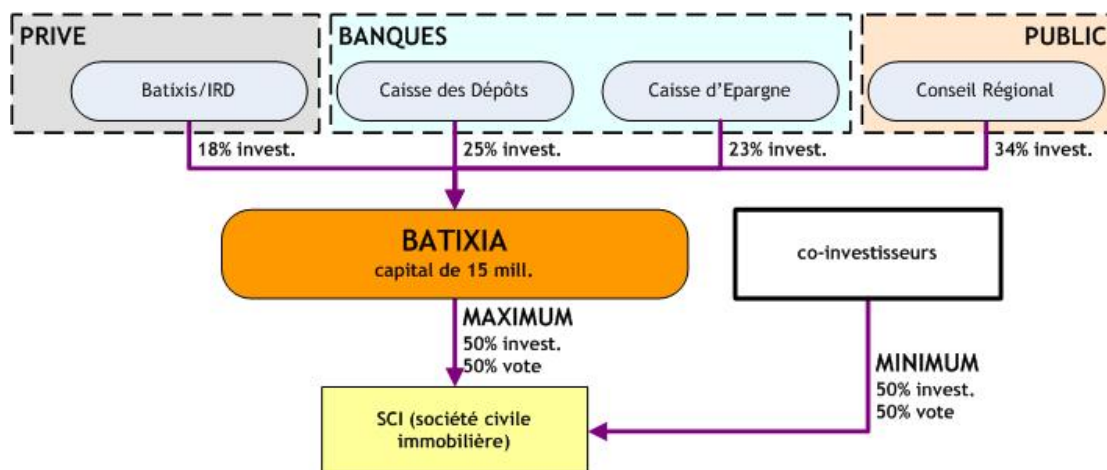 PRIVE
BANQUES
PUBLIC
Batixis/IRD
Caisse des Dépôts
Caisse d'Epargne
Conseil Régional
18% invest.
25% invest.
23% invest.
34% invest.
BATIXIA
capital de 15 mill.
co-investisseurs
MAXIMUM
50% invest.
50% vote
MINIMUM
50% invest.
50% vote
SCI (société civile
immobilière)